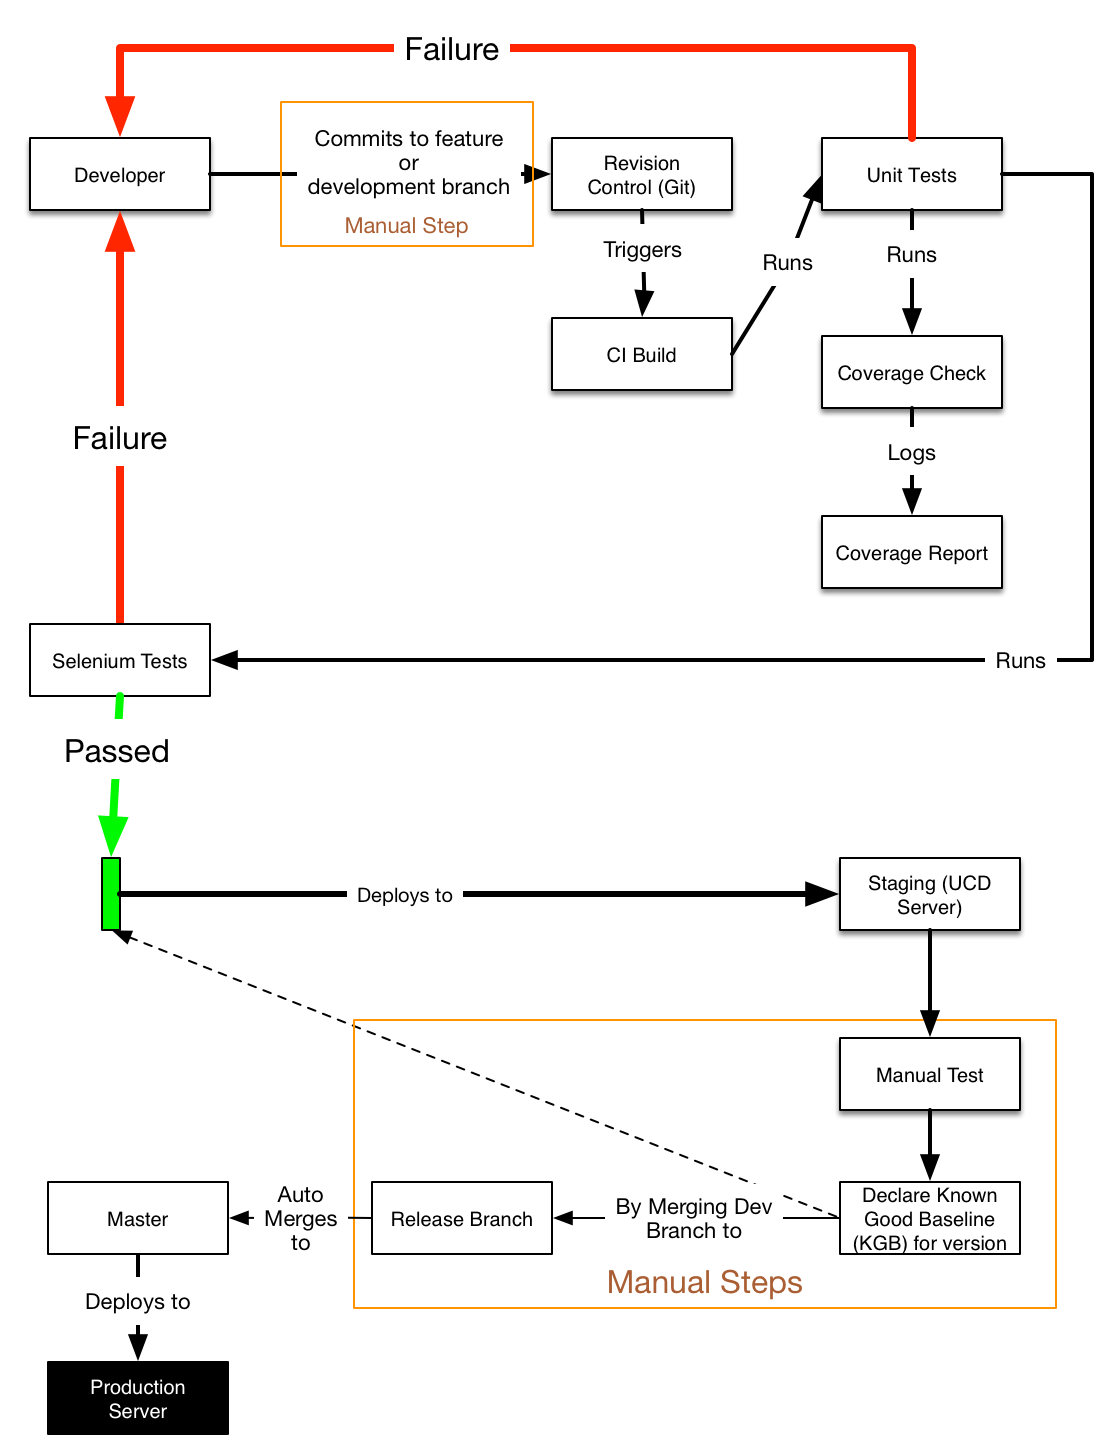 Failure
Developer
Commits to feature
or
development branch
Manual Step
Revision
Control (Git)
Unit Tests
Triggers
Runs
Runs
CI Build
Coverage Check
Failure
Logs
Coverage Report
Selenium Tests
Runs
Passed
Deploys to
Staging (UCD
Server)
Manual Test
Declare Known
Good Baseline
(KGB) for version
By Merging Dev
Branch to
Release Branch
Auto
Merges
to
Master
Manual Steps
Deploys to
Production
Server